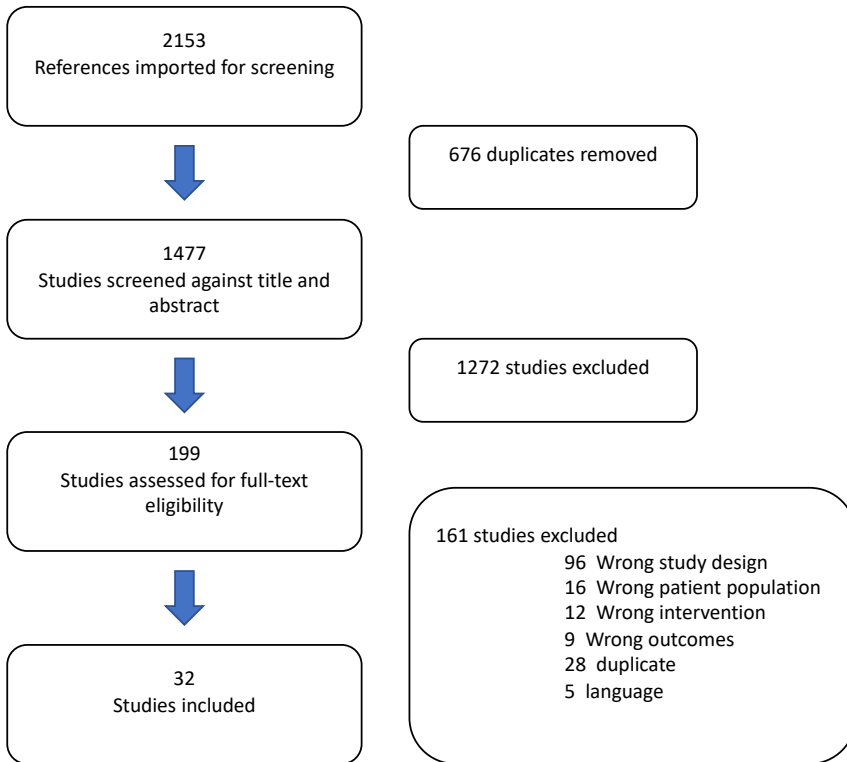 2153
References imported for screening
676 duplicates removed
1477
Studies screened against title and
abstract
1272 studies excluded
199
Studies assessed for full-text
eligibility
161 studies excluded
96 Wrong study design
16 Wrong patient population
12 Wrong intervention
9 Wrong outcomes
28 duplicate
5 language
32
Studies included